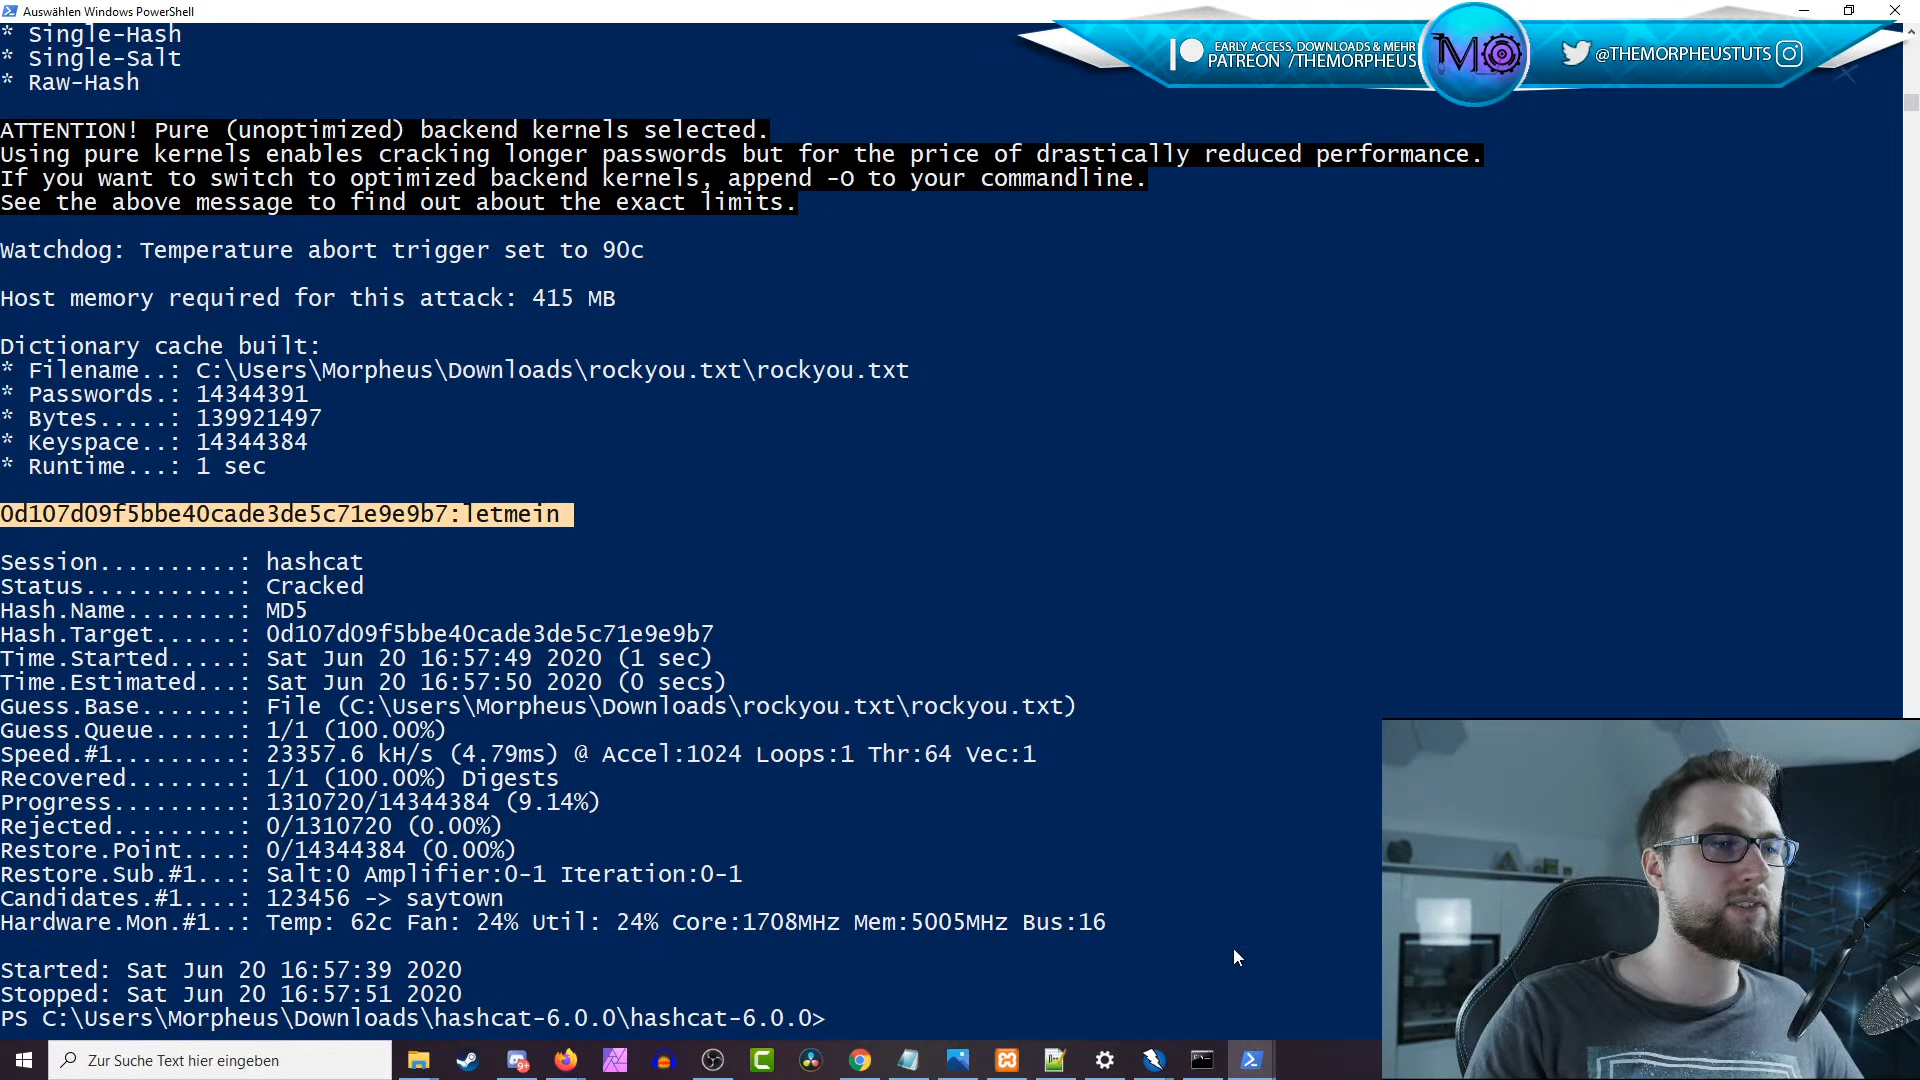 Auswählen Windows PowerShell
* Single-Hash
* Single-Salt
* Raw-Hash
EARLY ACCESS, DOWNLOADS & MEHR
PATREON /THEMORPHEUS
MO
@THEMORPHEUSTUTS
ATTENTION! Pure (unoptimized) backend kernels selected.
Using pure kernels enables cracking longer passwords but for the price of drastically reduced performance.
If you want to switch to optimized backend kernels, append -O to your commandline.
See the above message to find out about the exact limits.
Watchdog: Temperature abort trigger set to 90c
Host memory required for this attack: 415 MB
Dictionary cache built:
* Filename..: C:\Users\Morpheus\Downloads\rockyou.txt\rockyou.txt
* Passwords.: 14344391
* Bytes.....: 139921497
* Keyspace..: 14344384
* Runtime...: 1 sec
0d107d09f5bbe40cade3de5c71e9e9b7:letmein
Session..........: hashcat
Status...........: Cracked
Hash.Name........: MD5
Hash.Target......: 0d107d09f5bbe40cade3de5c71e9e9b7
Time.Started.....: Sat Jun 20 16:57:49 2020 (1 sec)
Time.Estimated...: Sat Jun 20 16:57:50 2020 (0 secs)
Guess.Base.......: File (C:\Users\Morpheus\Downloads\rockyou.txt\rockyou.txt)
Guess.Queue......: 1/1 (100.00%)
Speed.#1.........: 23357.6 kH/s (4.79ms) @ Accel:1024 Loops:1 Thr:64 Vec:1
Recovered........: 1/1 (100.00%) Digests
Progress.........: 1310720/14344384 (9.14%)
Rejected.........: 0/1310720 (0.00%)
Restore.Point....: 0/14344384 (0.00%)
Restore.Sub.#1...: Salt:0 Amplifier:0-1 Iteration:0-1
Candidates.#1....: 123456 -> saytown
Hardware.Mon.#1..: Temp: 62c Fan: 24% Util: 24% Core:1708MHz Mem:5005MHz Bus:16
Started: Sat Jun 20 16:57:39 2020
Stopped: Sat Jun 20 16:57:51 2020
PS C:\Users\Morpheus\Downloads\hashcat-6.0.0\hashcat-6.0.0>
Zur Suche Text hier eingeben